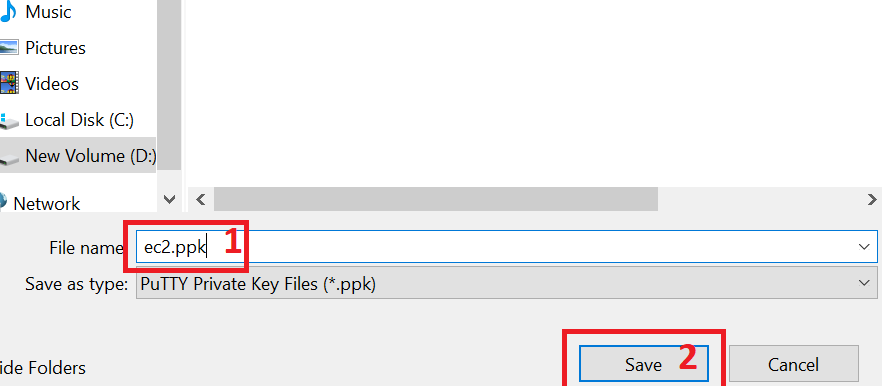 Music
Pictures
Videos
Local Disk (C:)
New Volume (D:)
Network
File name
ec2.ppk
1
Save as type:
PuTTY Private Key Files (*.ppk)
ide Folders
Save
2
Cancel